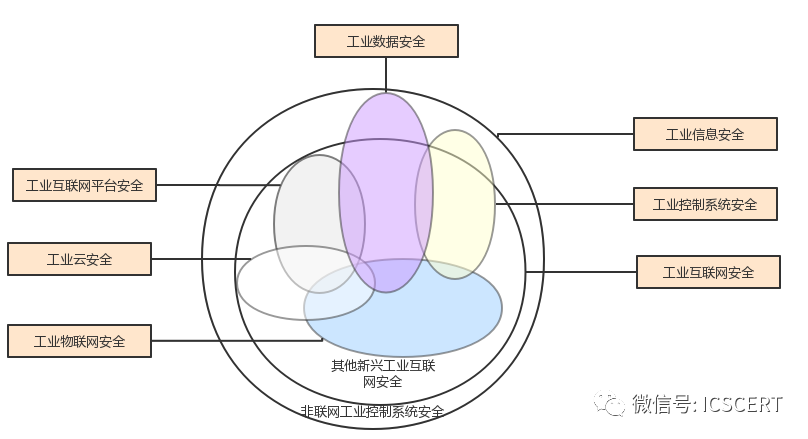 工业数据安全
工业信息安全
工业互联网平台安全
工业控制系统安全
工业云安全
工业互联网安全
工业物联网安全
其他新兴工业互联
网安全
非联网工业控制系统安全
微信号: ICSCERT